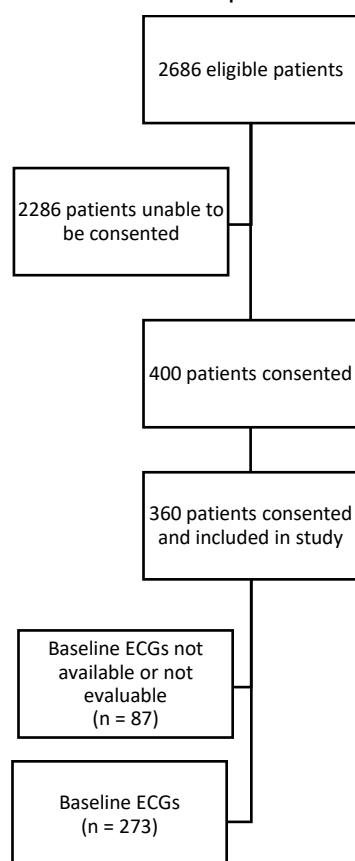 2686 eligible patients
2286 patients unable to
be consented
400 patients consented
360 patients consented
and included in study
Baseline ECGs not
available or not
evaluable
(n = 87)
Baseline ECGs
(n = 273)